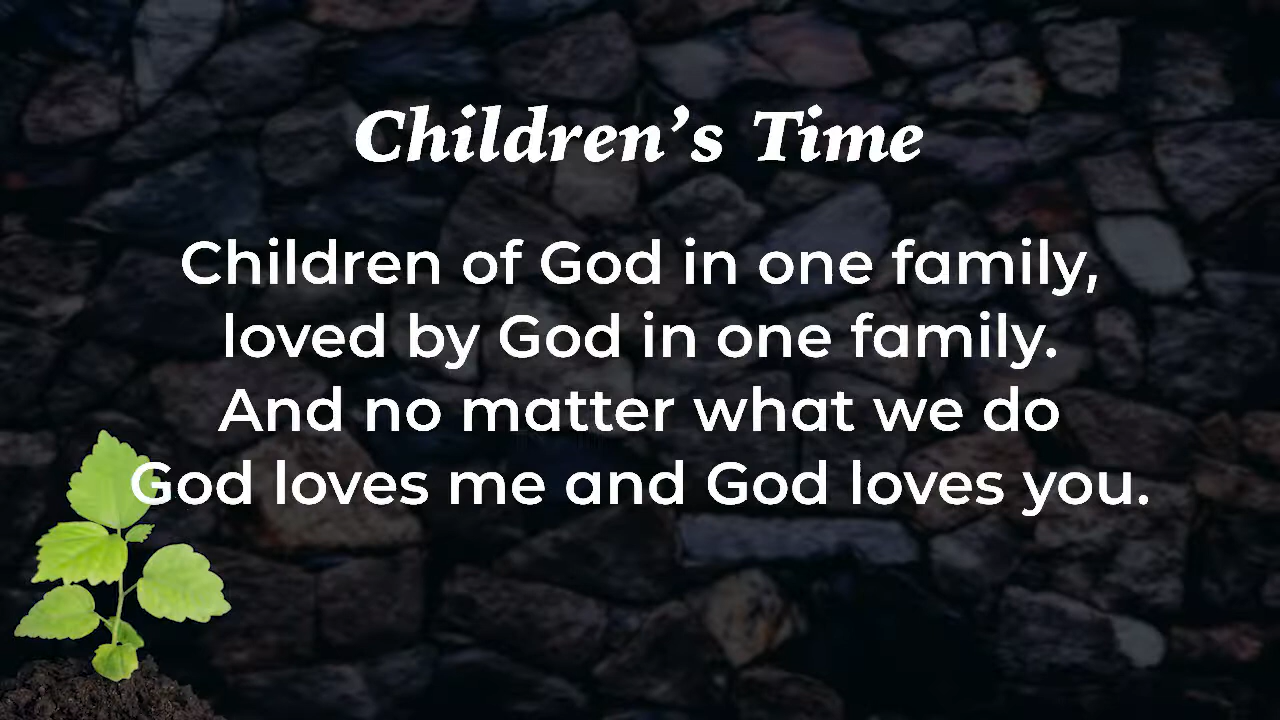 Children’s Time
Children of God in one family,
loved by God in one family.
And no matter what we do
God loves me and God loves you.